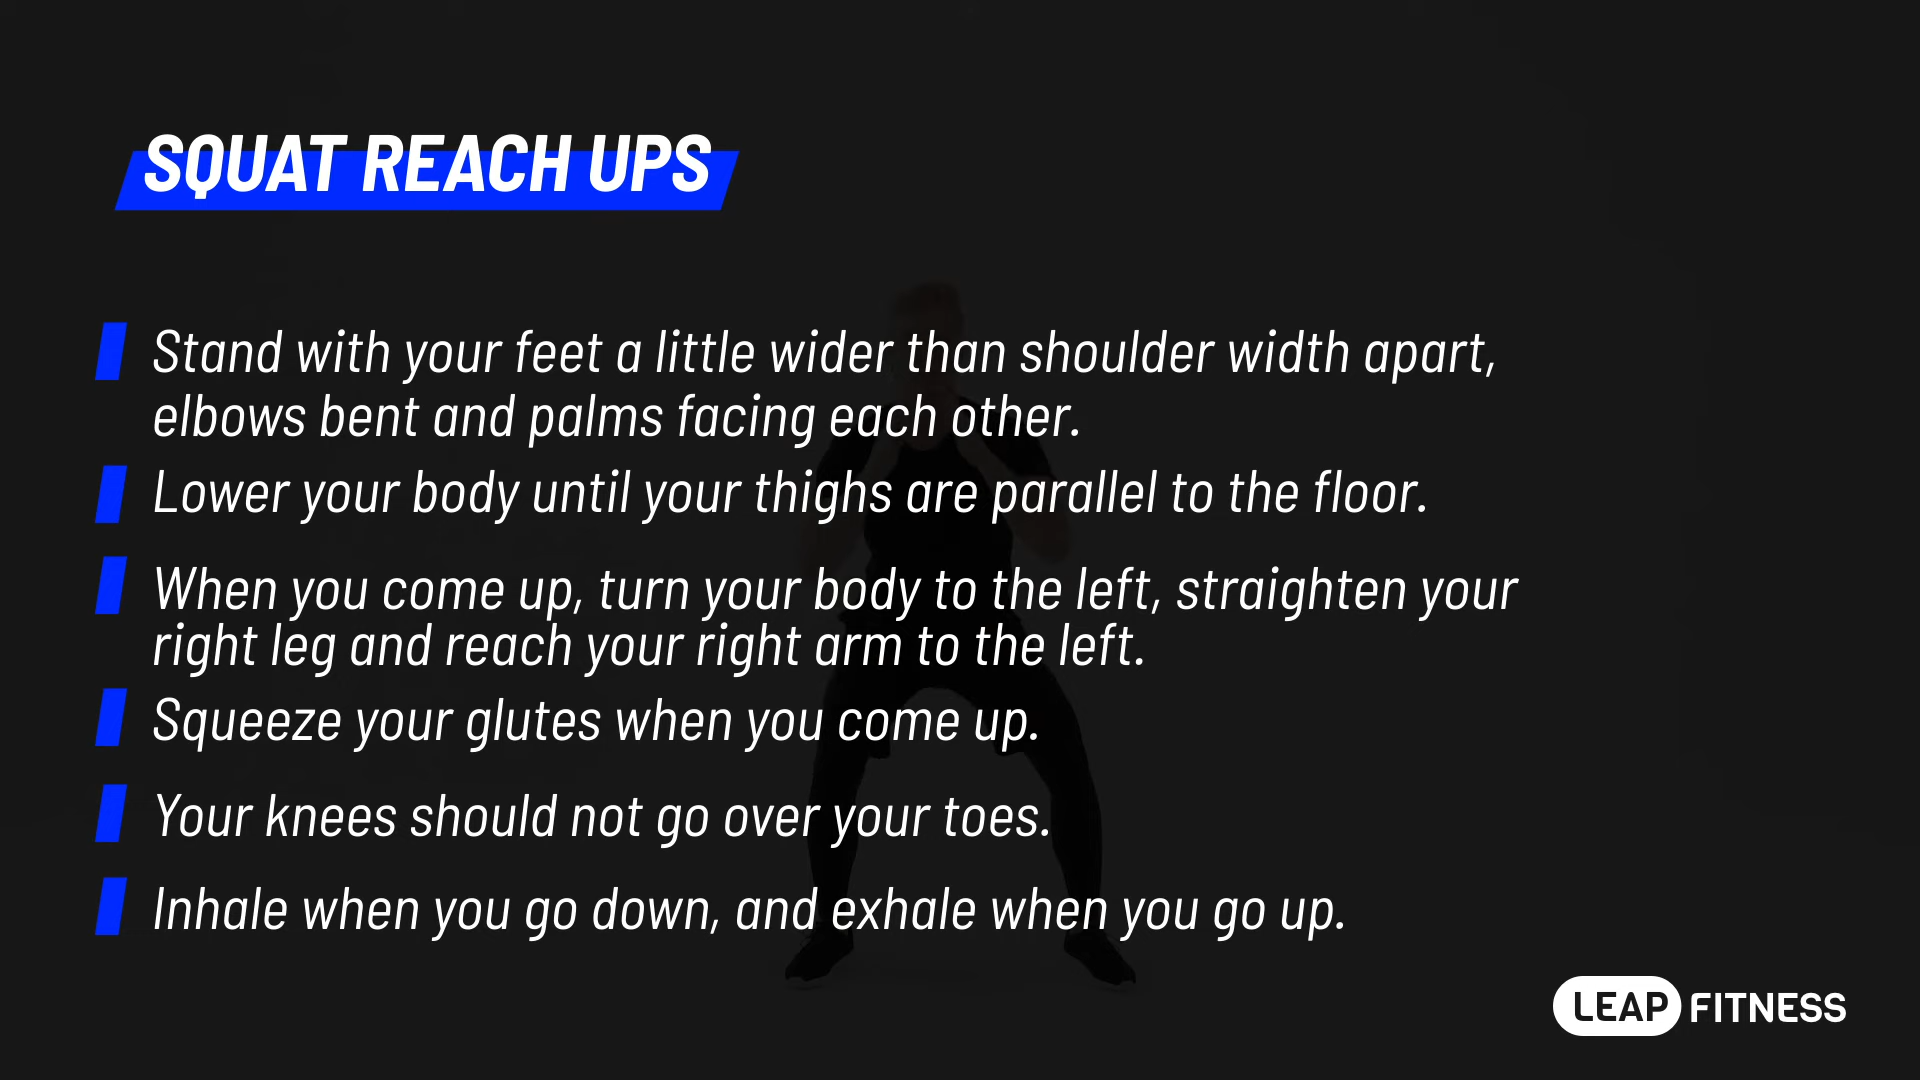 SQUAT REACH UPS
Stand with your feet a little wider than shoulder width apart,
elbows bent and palms facing each other.
Lower your body until your thighs are parallel to the floor.
When you come up, turn your body to the left, straighten your
right leg and reach your right arm to the left.
Squeeze your glutes when you come up.
Your knees should not go over your toes.
Inhale when you go down, and exhale when you go up.
LEAP FITNESS